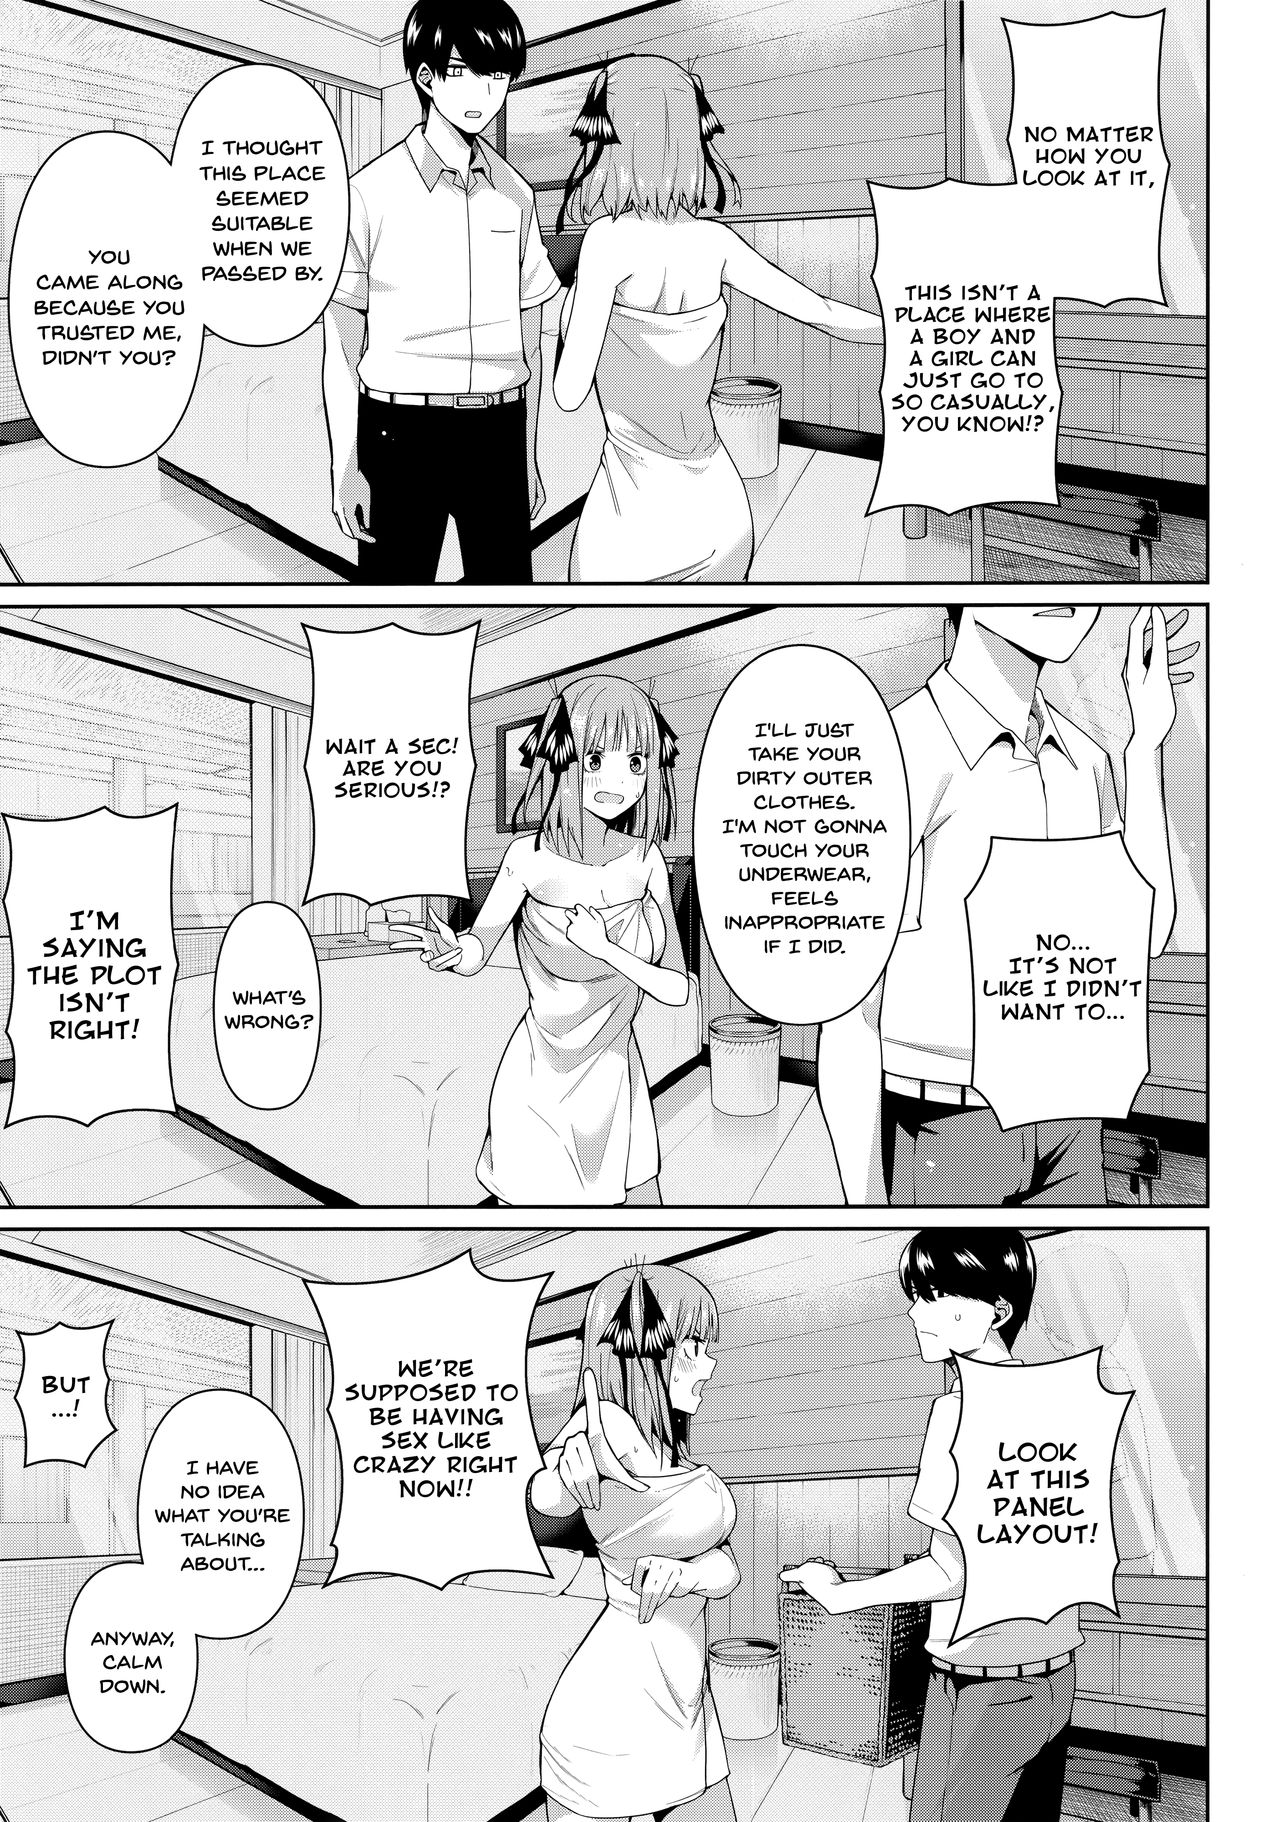 NO MATTER
HOW YOU
LOOK AT IT,
THIS ISN'T A
PLACE WHERE
A BOY AND
A GIRL CAN
JUST GO TO
SO CASUALLY,
YOU KNOW!?
I THOUGHT
THIS PLACE
SEEMED
SUITABLE
WHEN WE
PASSED BY.
YOU
CAME ALONG
BECAUSE YOU
TRUSTED ME,
DIDN'T YOU?
NO...
IT'S NOT
LIKE I DIDN'T
WANT TO...
I'LL JUST
TAKE YOUR
DIRTY OUTER
CLOTHES.
I'M NOT GONNA
TOUCH YOUR
UNDERWEAR,
FEELS
INAPPROPRIATE
IF I DID.
WAIT A SEC!
ARE YOU
SERIOUS!?
WHAT'S
WRONG?
I'M
SAYING
THE PLOT
ISN'T
RIGHT!
LOOK
AT THIS
PANEL
LAYOUT!
WE'RE
SUPPOSED TO
BE HAVING
SEX LIKE
CRAZY RIGHT
NOW!!
I HAVE
NO IDEA
WHAT YOU'RE
TALKING
ABOUT...
ANYWAY,
CALM
DOWN.
BUT
...!